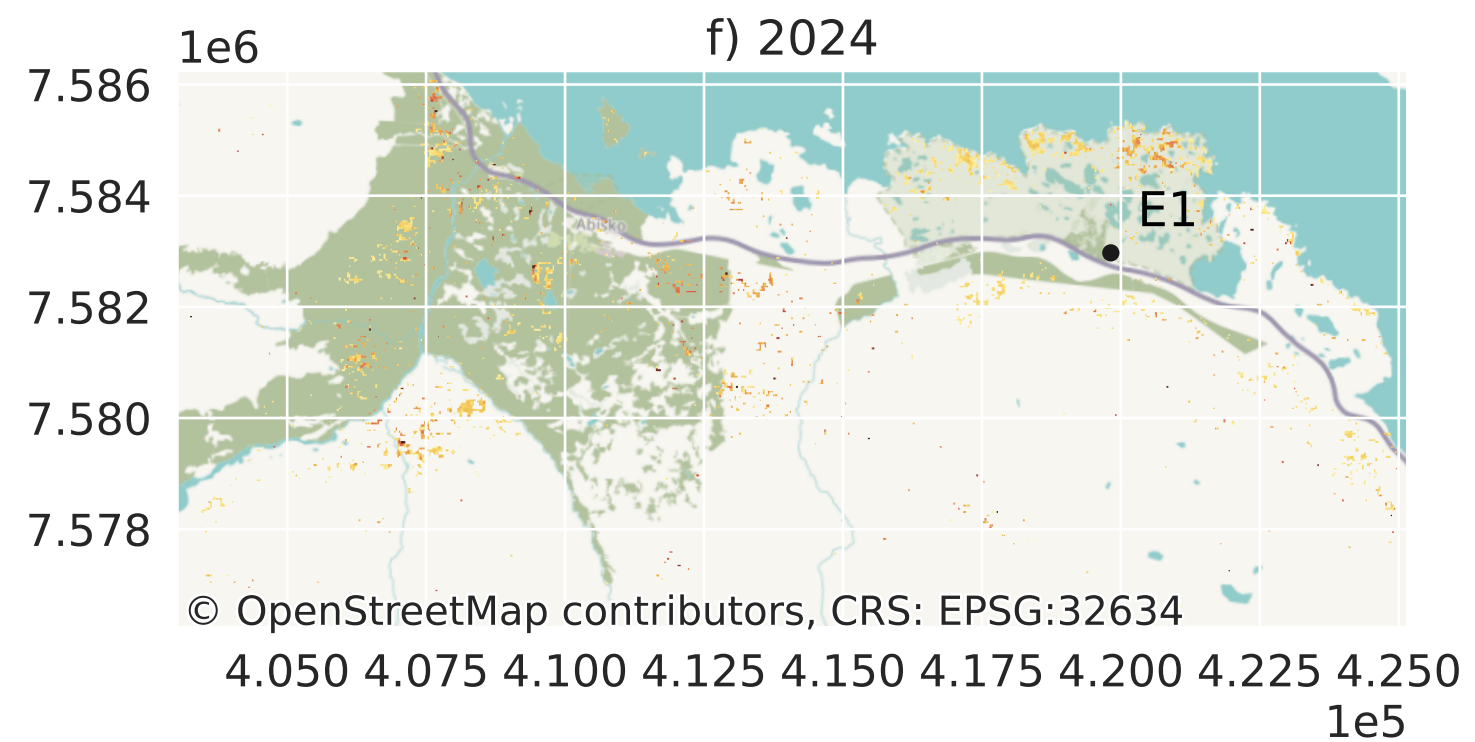 f) 2024
1e6
7.586
7.584
7.582
7.580
7.578
Abisko
E1
© OpenStreetMap contributors, CRS: EPSG:32634
4.050 4.075 4.100 4.125 4.150 4.175 4.200 4.225 4.250
1e5